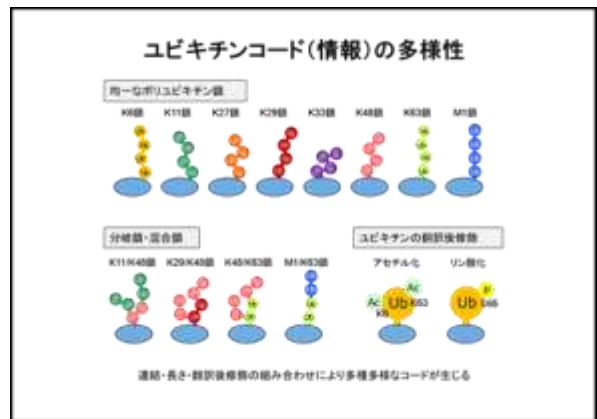 ユビキチンコード(情報)の多様性
均一なポリユビキチン鎖
K6鎖 K11鎖 K27鎖 K29鎖 K33鎖 K48鎖 K63鎖 M1鎖
分岐鎖・混合鎖
K11/K48鎖 K29/K48鎖 K48/K63鎖 M1/K63鎖
ユビキチンの翻訳後修飾
アセチル化 リン酸化
Ac
Ac Ub K63
K6
Ub
連結・長さ・翻訳後修飾の組み合わせにより多種多様なコードが生じる